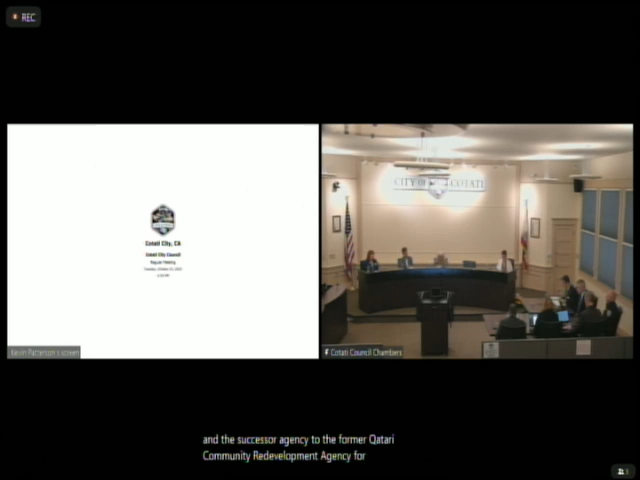 REC
CITY OF COTATI
Cotati City, CA
Cotati City Council
Regular Meeting
Kevin Patterson's screen
Cotati Council Chambers
and the successor agency to the former Qatari
Community Redevelopment Agency for